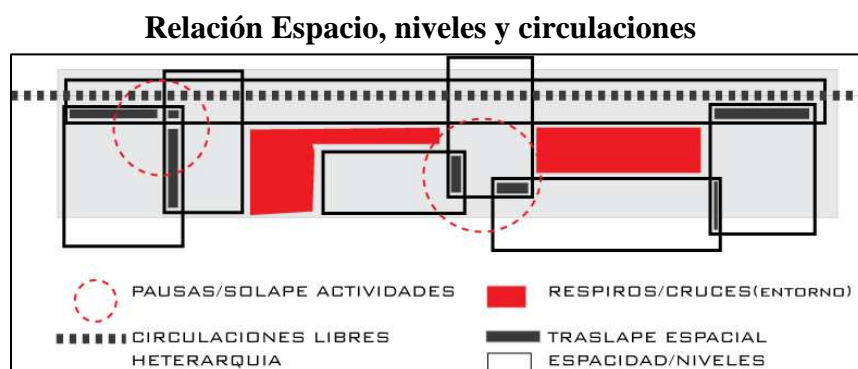 Relación Espacio, niveles y circulaciones
PAUSAS/SOLAPE ACTIVIDADES
RESPIROS/CRUCES(ENTORNO)
CIRCULACIONES LIBRES
HETERARQUIA
TRASLAPE ESPACIAL
ESPACIDAD/NIVELES